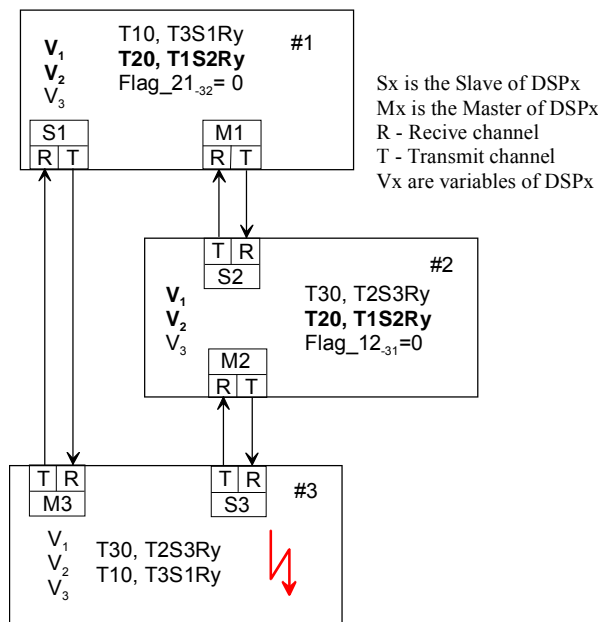 T10, T3S1Ry #1
V1 T20, T1S2Ry
V2 Flag_21-32= 0
V3
S1 M1
R T R T
Sx is the Slave of DSPx
Mx is the Master of DSPx
R - Recive channel
T - Transmit channel
Vx are variables of DSPx
T R #2
S2
V1 T30, T2S3Ry
V2 T20, T1S2Ry
V3 Flag_12-31=0
M2
R T
T R T R #3
M3 S3
V1 T30, T2S3Ry
V2 T10, T3S1Ry
V3